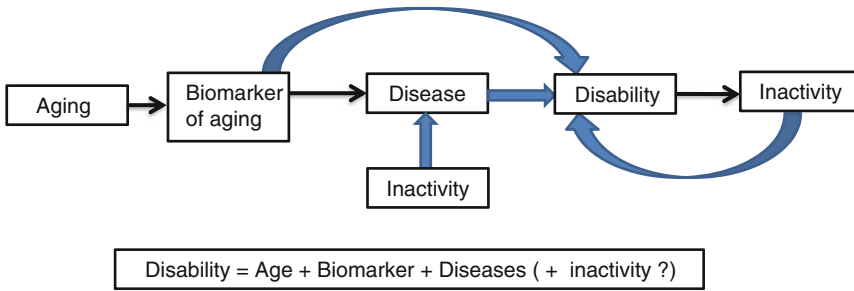 Aging
Biomarker
of aging
Disease
Disability
Inactivity
Inactivity
Disability = Age + Biomarker + Diseases ( + inactivity ?)